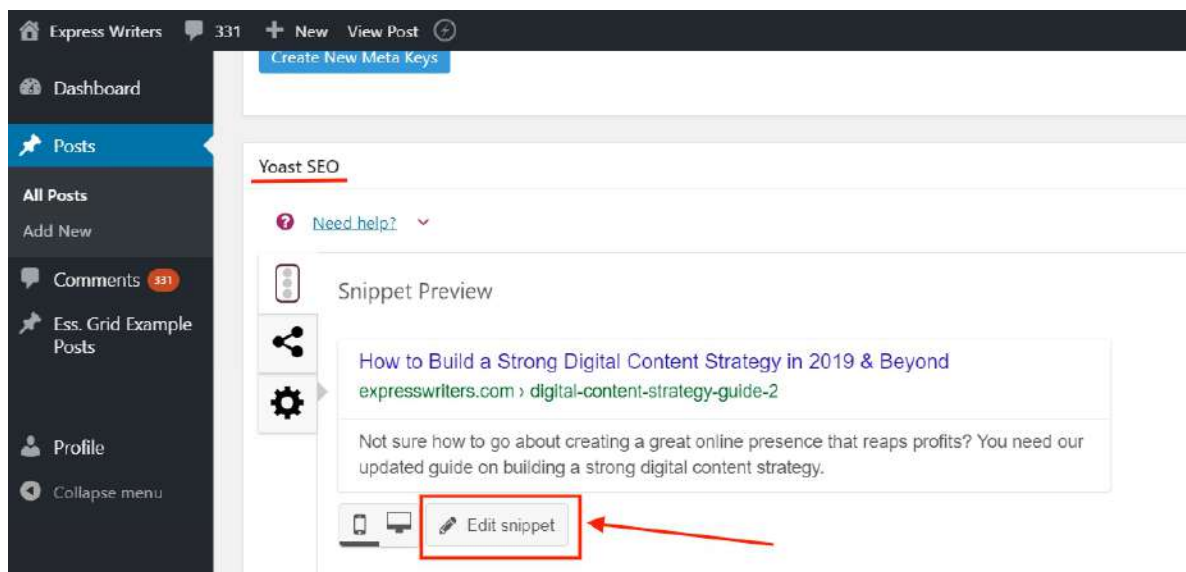 Express Writers 331 New View Post
Create New Meta Keys
Dashboard
Posts
All Posts
Add New
Comments 331
Ess. Grid Example
Posts
Profile
Collapse menu
Yoast SEO
Need help?
Snippet Preview
How to Build a Strong Digital Content Strategy in 2019 & Beyond
expresswriters.com › digital-content-strategy-guide-2
Not sure how to go about creating a great online presence that reaps profits? You need our
updated guide on building a strong digital content strategy.
Edit snippet